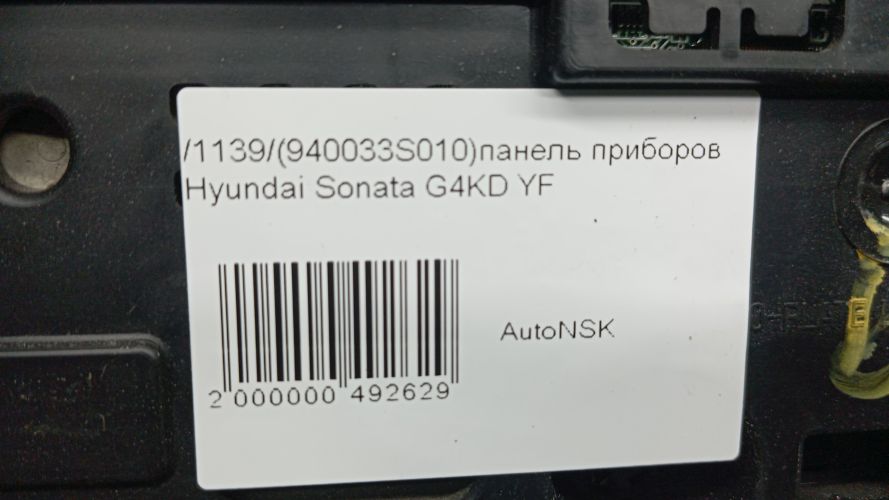 /1139/(940033S010)панель приборов
Hyundai Sonata G4KD YF
AutoNSK
2 000000 492629